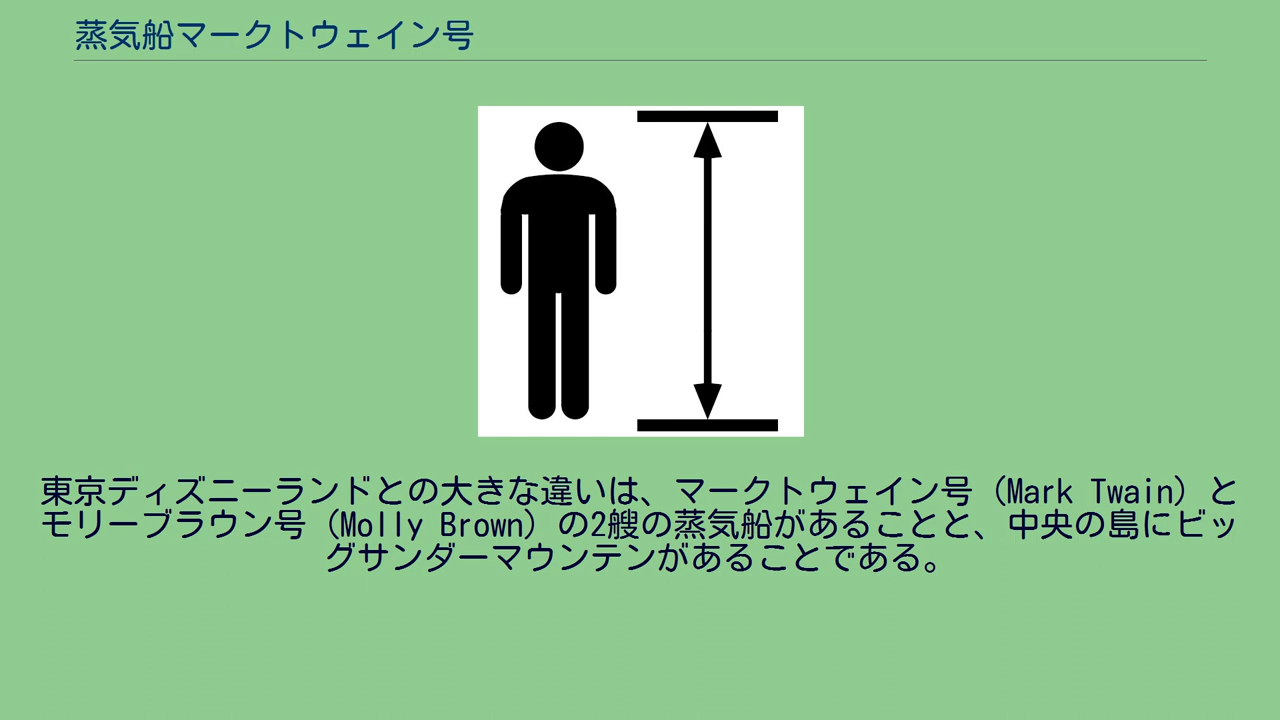 蒸気船マークトウェイン号
東京ディズニーランドとの大きな違いは、マークトウェイン号（Mark Twain）と
モリーブラウン号（Molly Brown）の2艘の蒸気船があることと、中央の島にビッ
グサンダーマウンテンがあることである。